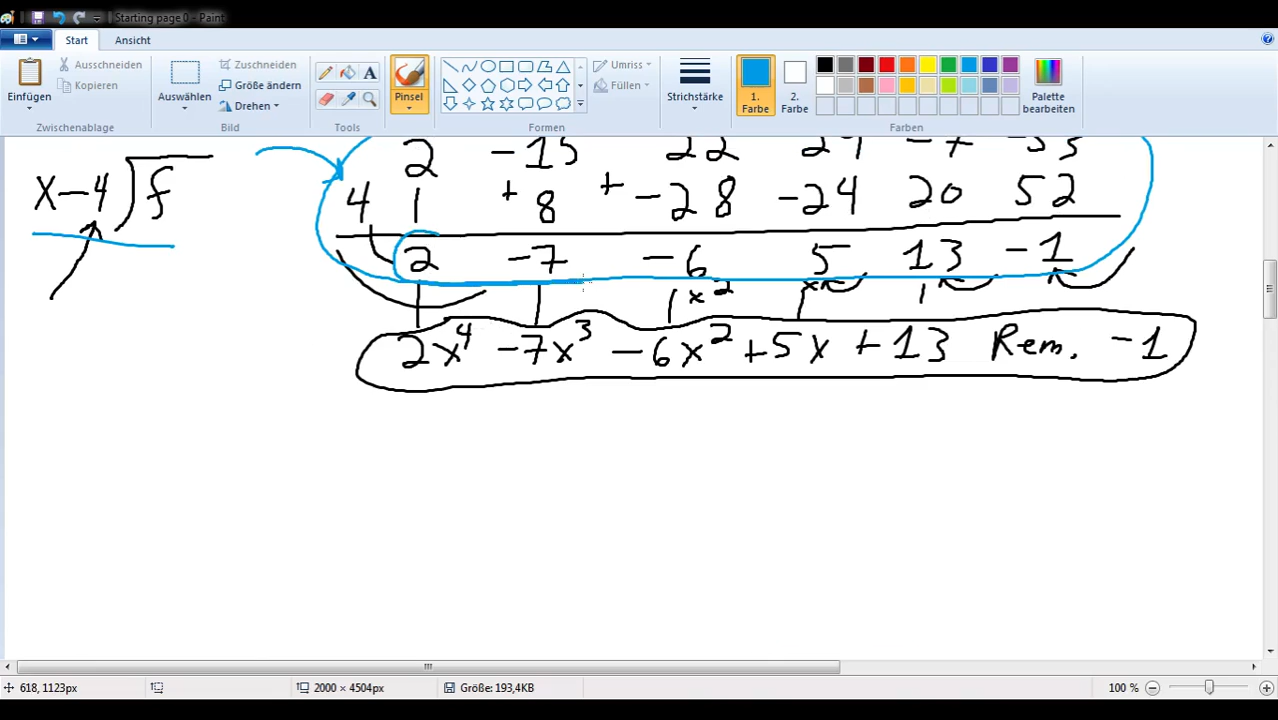 Starting page 0 - Paint
Start Ansicht
Einfügen
Ausschneiden
Kopieren
Zwischenablage
Auswählen
Zuschneiden
Größe ändern
Drehen
Bild
Pinsel
Tools
Umriss
Füllen
Formen
Strichstärke
1. Farbe
2. Farbe
Palette bearbeiten
Farben
x-4)f
2 -15 22
4 1 +8 + -28 -24 20 52
2 -7 -6 5 13 -1
x² x 1
2x⁴ -7x³ -6x² +5x +13 Rem. -1
618, 1123px
2000 × 4504px
Größe: 193,4KB
100 %